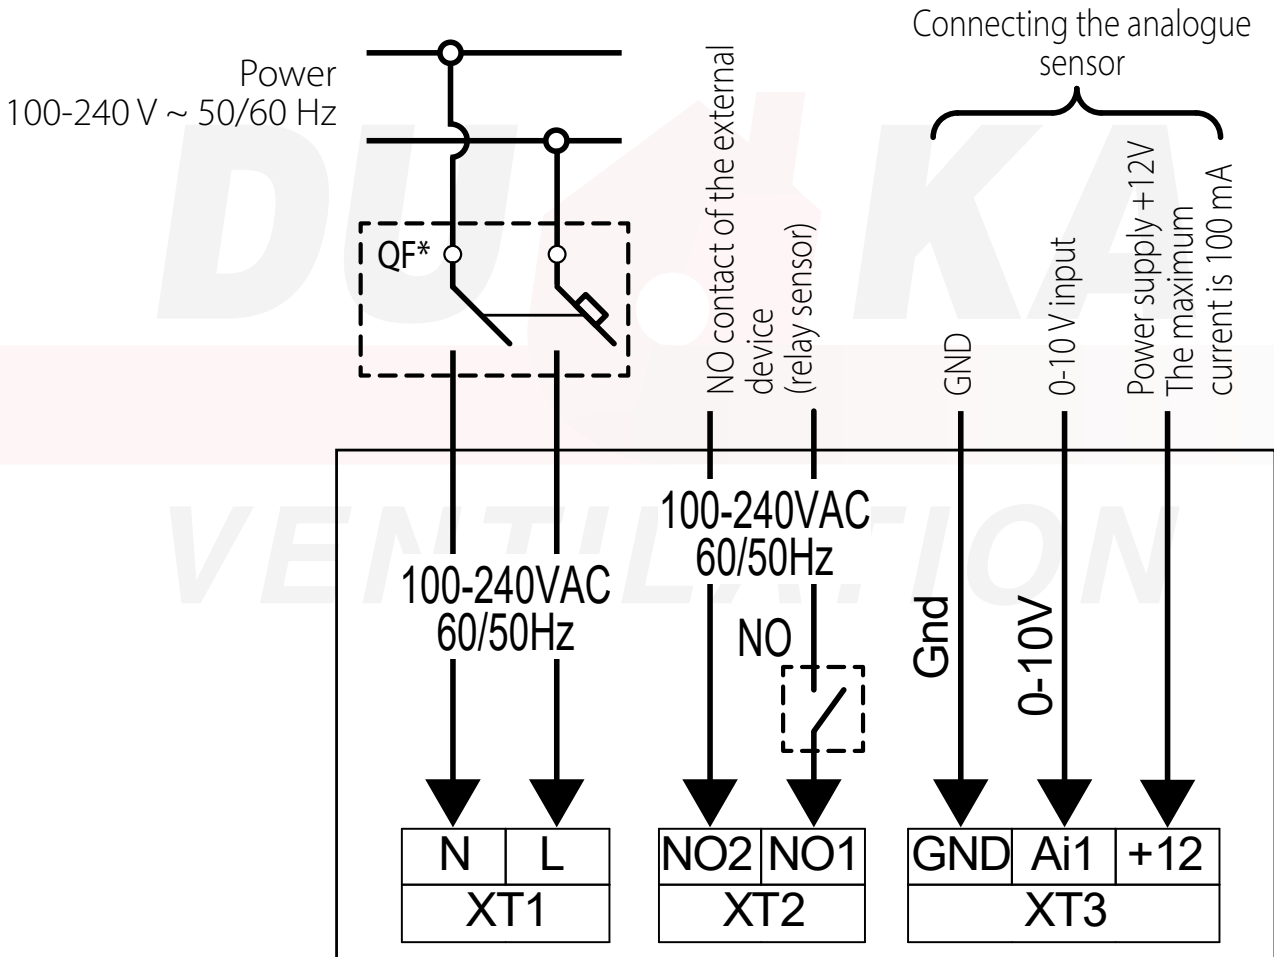 Connecting the analogue
sensor
Power
100-240 V ~ 50/60 Hz
QF*
NO contact of the external
device
(relay sensor)
GND
0-10 V input
Power supply +12V
The maximum
current is 100 mA
DUKA
VENTILATION
100-240VAC
60/50Hz
100-240VAC
60/50Hz
NO
Gnd
0-10V
N
L
XT1
NO2
NO1
XT2
GND
Ai1
+12
XT3